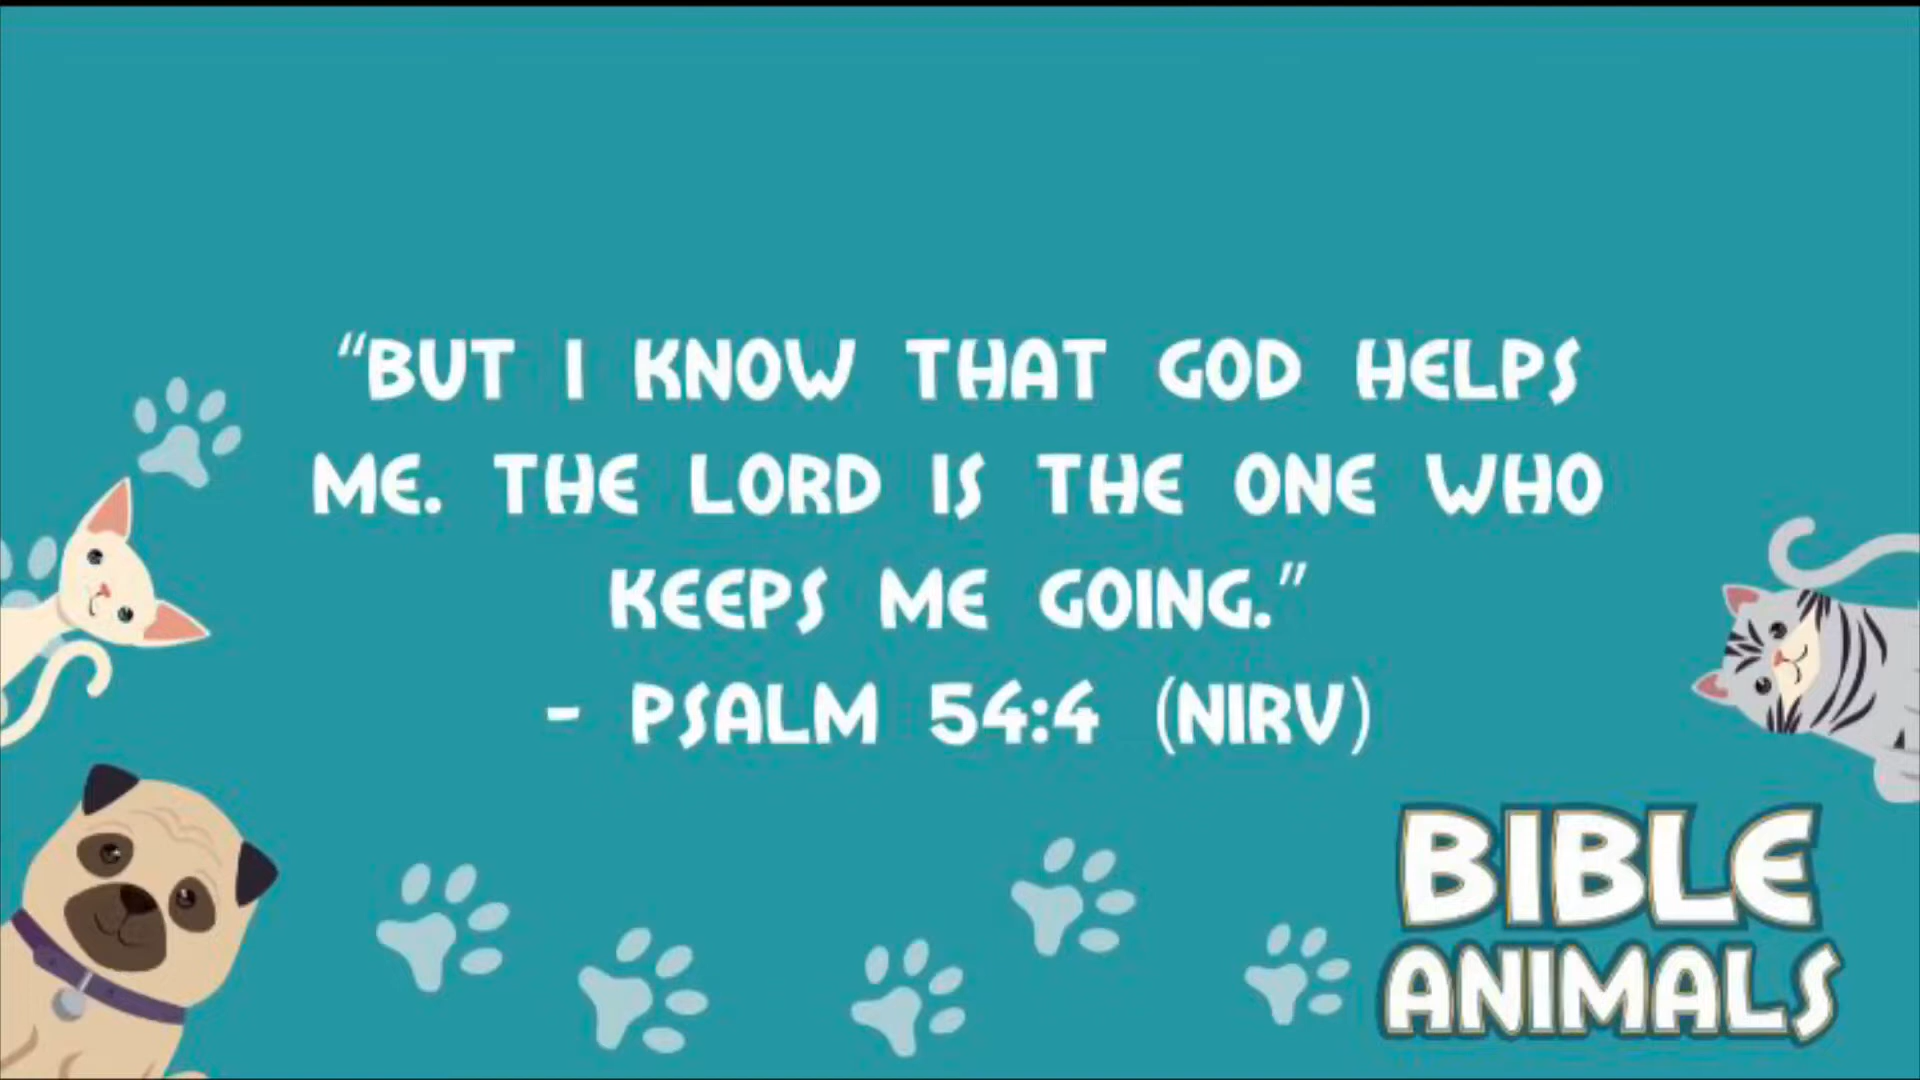 “BUT I KNOW THAT GOD HELPS
ME. THE LORD IS THE ONE WHO
KEEPS ME GOING.”
- PSALM 54:4 (NIRV)
BIBLE
ANIMALS